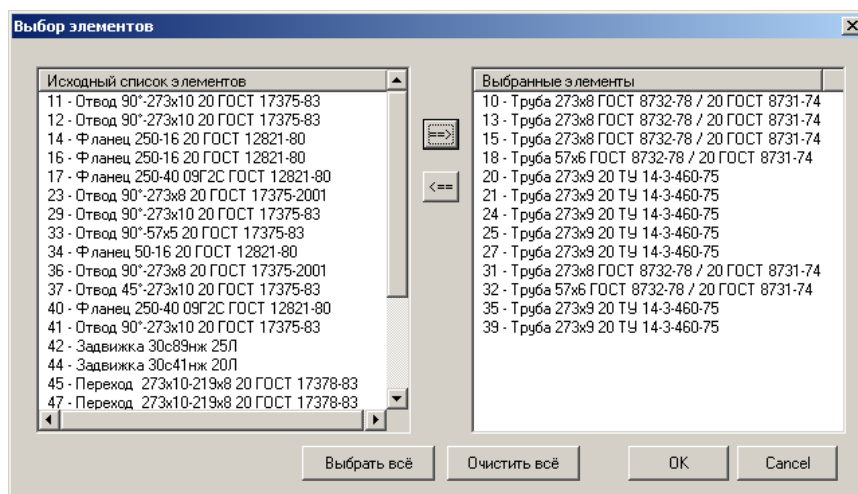 Выбор элементов
Исходный список элементов
11 - Отвод 90°-273x10 20 ГОСТ 17375-83
12 - Отвод 90°-273x10 20 ГОСТ 17375-83
14 - Фланец 250-16 20 ГОСТ 12821-80
16 - Фланец 250-16 20 ГОСТ 12821-80
17 - Фланец 250-40 09Г2С ГОСТ 12821-80
23 - Отвод 90°-273x8 20 ГОСТ 17375-2001
29 - Отвод 90°-273x10 20 ГОСТ 17375-83
33 - Отвод 90°-57x5 20 ГОСТ 17375-83
34 - Фланец 50-16 20 ГОСТ 12821-80
36 - Отвод 90°-273x8 20 ГОСТ 17375-2001
37 - Отвод 45°-273x10 20 ГОСТ 17375-83
40 - Фланец 250-40 09Г2С ГОСТ 12821-80
41 - Отвод 90°-273x10 20 ГОСТ 17375-83
42 - Задвижка 30с89нж 25Л
44 - Задвижка 30с41нж 20Л
45 - Переход 273x10-219x8 20 ГОСТ 17378-83
47 - Переход 273x10-219x8 20 ГОСТ 17378-83
==>
<==
Выбранные элементы
10 - Труба 273x8 ГОСТ 8732-78 / 20 ГОСТ 8731-74
13 - Труба 273x8 ГОСТ 8732-78 / 20 ГОСТ 8731-74
15 - Труба 273x8 ГОСТ 8732-78 / 20 ГОСТ 8731-74
18 - Труба 57x6 ГОСТ 8732-78 / 20 ГОСТ 8731-74
20 - Труба 273x9 20 ТУ 14-3-460-75
21 - Труба 273x9 20 ТУ 14-3-460-75
24 - Труба 273x9 20 ТУ 14-3-460-75
25 - Труба 273x9 20 ТУ 14-3-460-75
27 - Труба 273x9 20 ТУ 14-3-460-75
31 - Труба 273x8 ГОСТ 8732-78 / 20 ГОСТ 8731-74
32 - Труба 57x6 ГОСТ 8732-78 / 20 ГОСТ 8731-74
35 - Труба 273x9 20 ТУ 14-3-460-75
39 - Труба 273x9 20 ТУ 14-3-460-75
Выбрать всё
Очистить всё
OK
Cancel